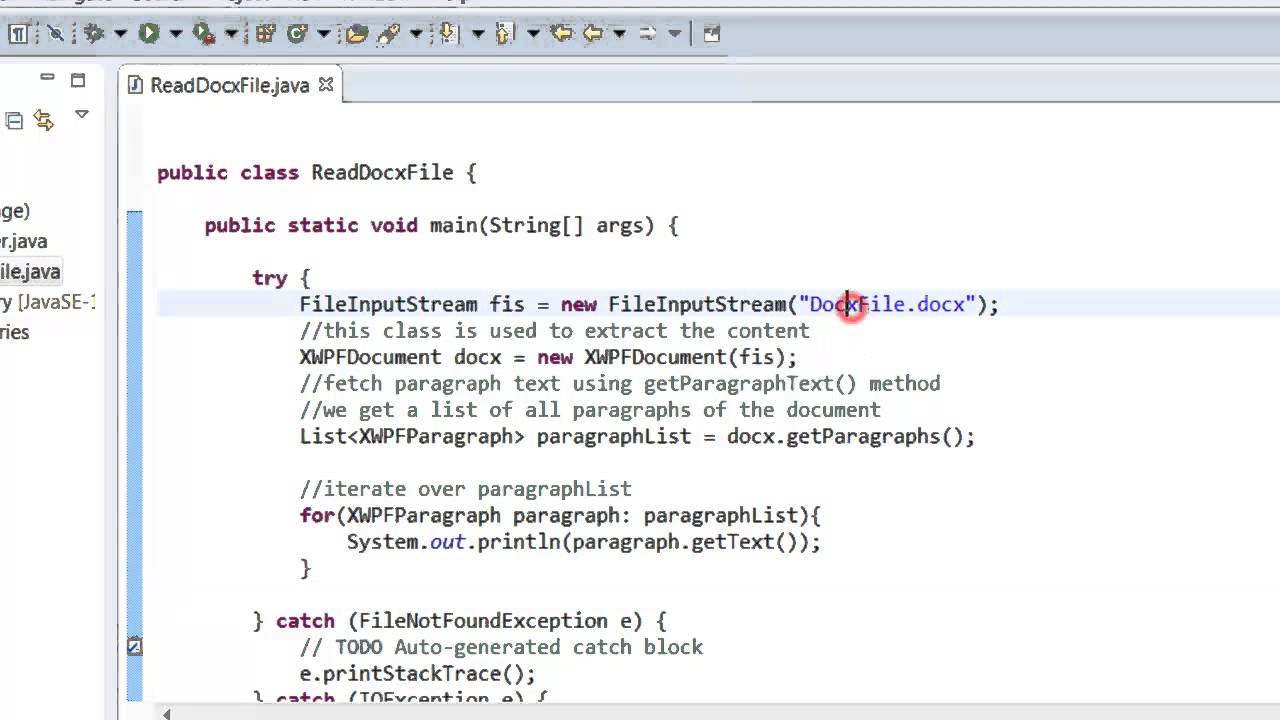 ReadDocxFile.java
ge)
r.java
ile.java
ry [JavaSE-1
ries
public class ReadDocxFile {
public static void main(String[] args) {
try {
FileInputStream fis = new FileInputStream("DocxFile.docx");
//this class is used to extract the content
XWPFDocument docx = new XWPFDocument(fis);
//fetch paragraph text using getParagraphText() method
//we get a list of all paragraphs of the document
List<XWPFParagraph> paragraphList = docx.getParagraphs();
//iterate over paragraphList
for(XWPFParagraph paragraph: paragraphList){
System.out.println(paragraph.getText());
}
} catch (FileNotFoundException e) {
// TODO Auto-generated catch block
e.printStackTrace();
} catch (IOException e) {